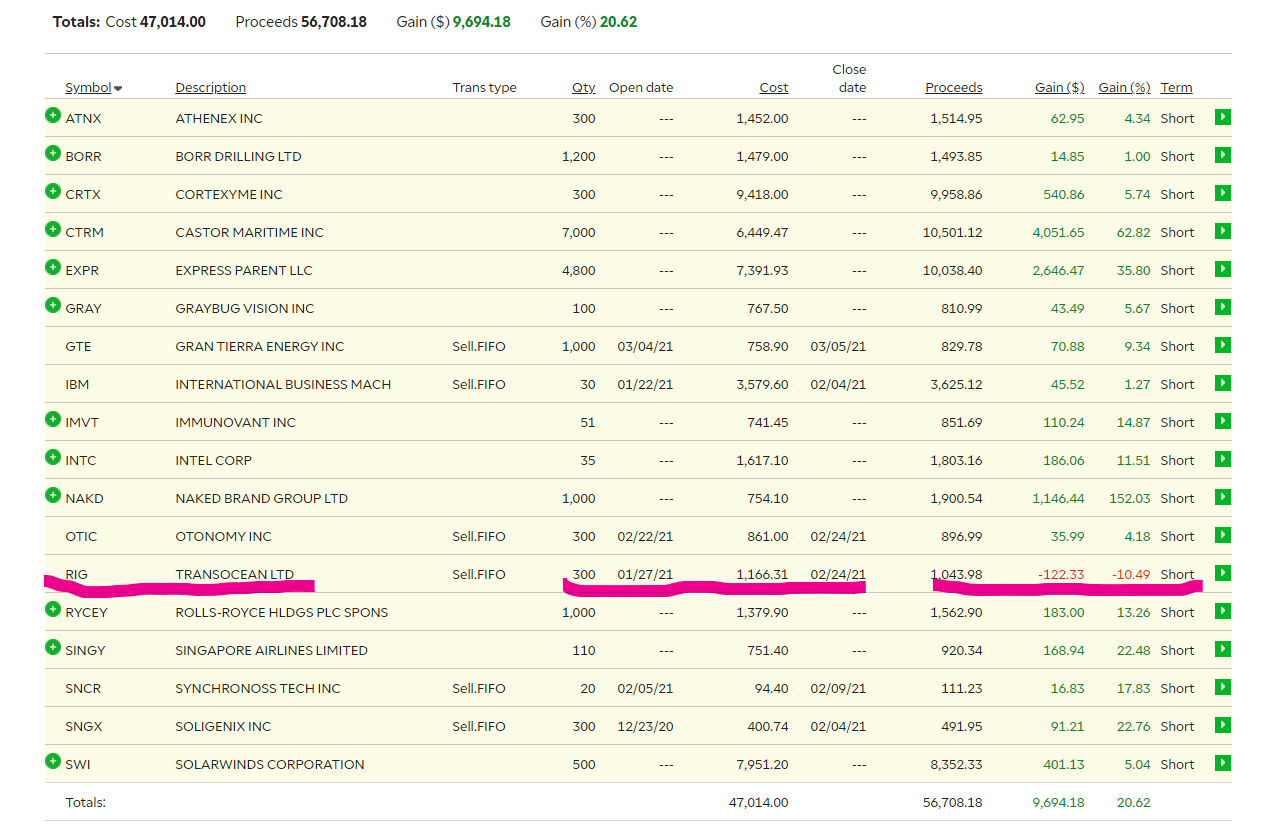 Totals: Cost 47,014.00 Proceeds 56,708.18 Gain ($) 9,694.18 Gain (%) 20.62
Symbol Description Trans type Qty Open date Cost Close date Proceeds Gain ($) Gain (%) Term
ATNX ATHENEX INC 300 --- 1,452.00 --- 1,514.95 62.95 4.34 Short
BORR BORR DRILLING LTD 1,200 --- 1,479.00 --- 1,493.85 14.85 1.00 Short
CRTX CORTEXYME INC 300 --- 9,418.00 --- 9,958.86 540.86 5.74 Short
CTRM CASTOR MARITIME INC 7,000 --- 6,449.47 --- 10,501.12 4,051.65 62.82 Short
EXPR EXPRESS PARENT LLC 4,800 --- 7,391.93 --- 10,038.40 2,646.47 35.80 Short
GRAY GRAYBUG VISION INC 100 --- 767.50 --- 810.99 43.49 5.67 Short
GTE GRAN TIERRA ENERGY INC Sell.FIFO 1,000 03/04/21 758.90 03/05/21 829.78 70.88 9.34 Short
IBM INTERNATIONAL BUSINESS MACH Sell.FIFO 30 01/22/21 3,579.60 02/04/21 3,625.12 45.52 1.27 Short
IMVT IMMUNOVANT INC 51 --- 741.45 --- 851.69 110.24 14.87 Short
INTC INTEL CORP 35 --- 1,617.10 --- 1,803.16 186.06 11.51 Short
NAKD NAKED BRAND GROUP LTD 1,000 --- 754.10 --- 1,900.54 1,146.44 152.03 Short
OTIC OTONOMY INC Sell.FIFO 300 02/22/21 861.00 02/24/21 896.99 35.99 4.18 Short
RIG TRANSOCEAN LTD Sell.FIFO 300 01/27/21 1,166.31 02/24/21 1,043.98 -122.33 -10.49 Short
RYCEY ROLLS-ROYCE HLDGS PLC SPONS 1,000 --- 1,379.90 --- 1,562.90 183.00 13.26 Short
SINGY SINGAPORE AIRLINES LIMITED 110 --- 751.40 --- 920.34 168.94 22.48 Short
SNCR SYNCHRONOSS TECH INC Sell.FIFO 20 02/05/21 94.40 02/09/21 111.23 16.83 17.83 Short
SNGX SOLIGENIX INC Sell.FIFO 300 12/23/20 400.74 02/04/21 491.95 91.21 22.76 Short
SWI SOLARWINDS CORPORATION 500 --- 7,951.20 --- 8,352.33 401.13 5.04 Short
Totals: 47,014.00 56,708.18 9,694.18 20.62